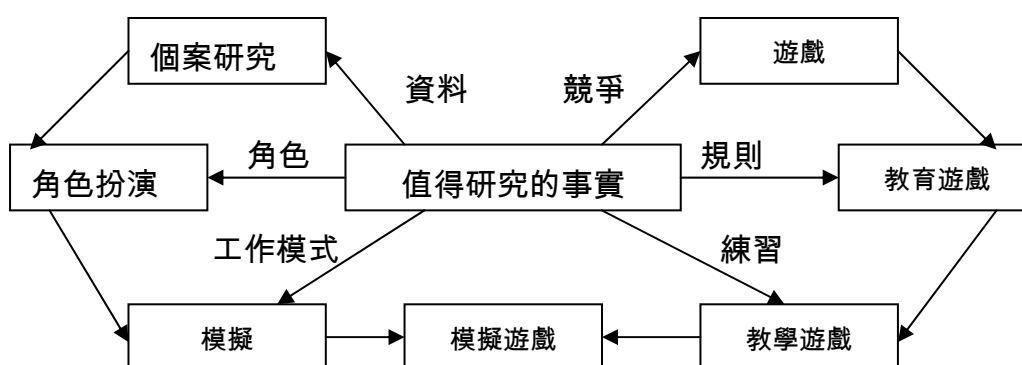 個案研究
遊戲
資料
競爭
角色
規則
角色扮演
值得研究的事實
教育遊戲
工作模式
練習
模擬
模擬遊戲
教學遊戲